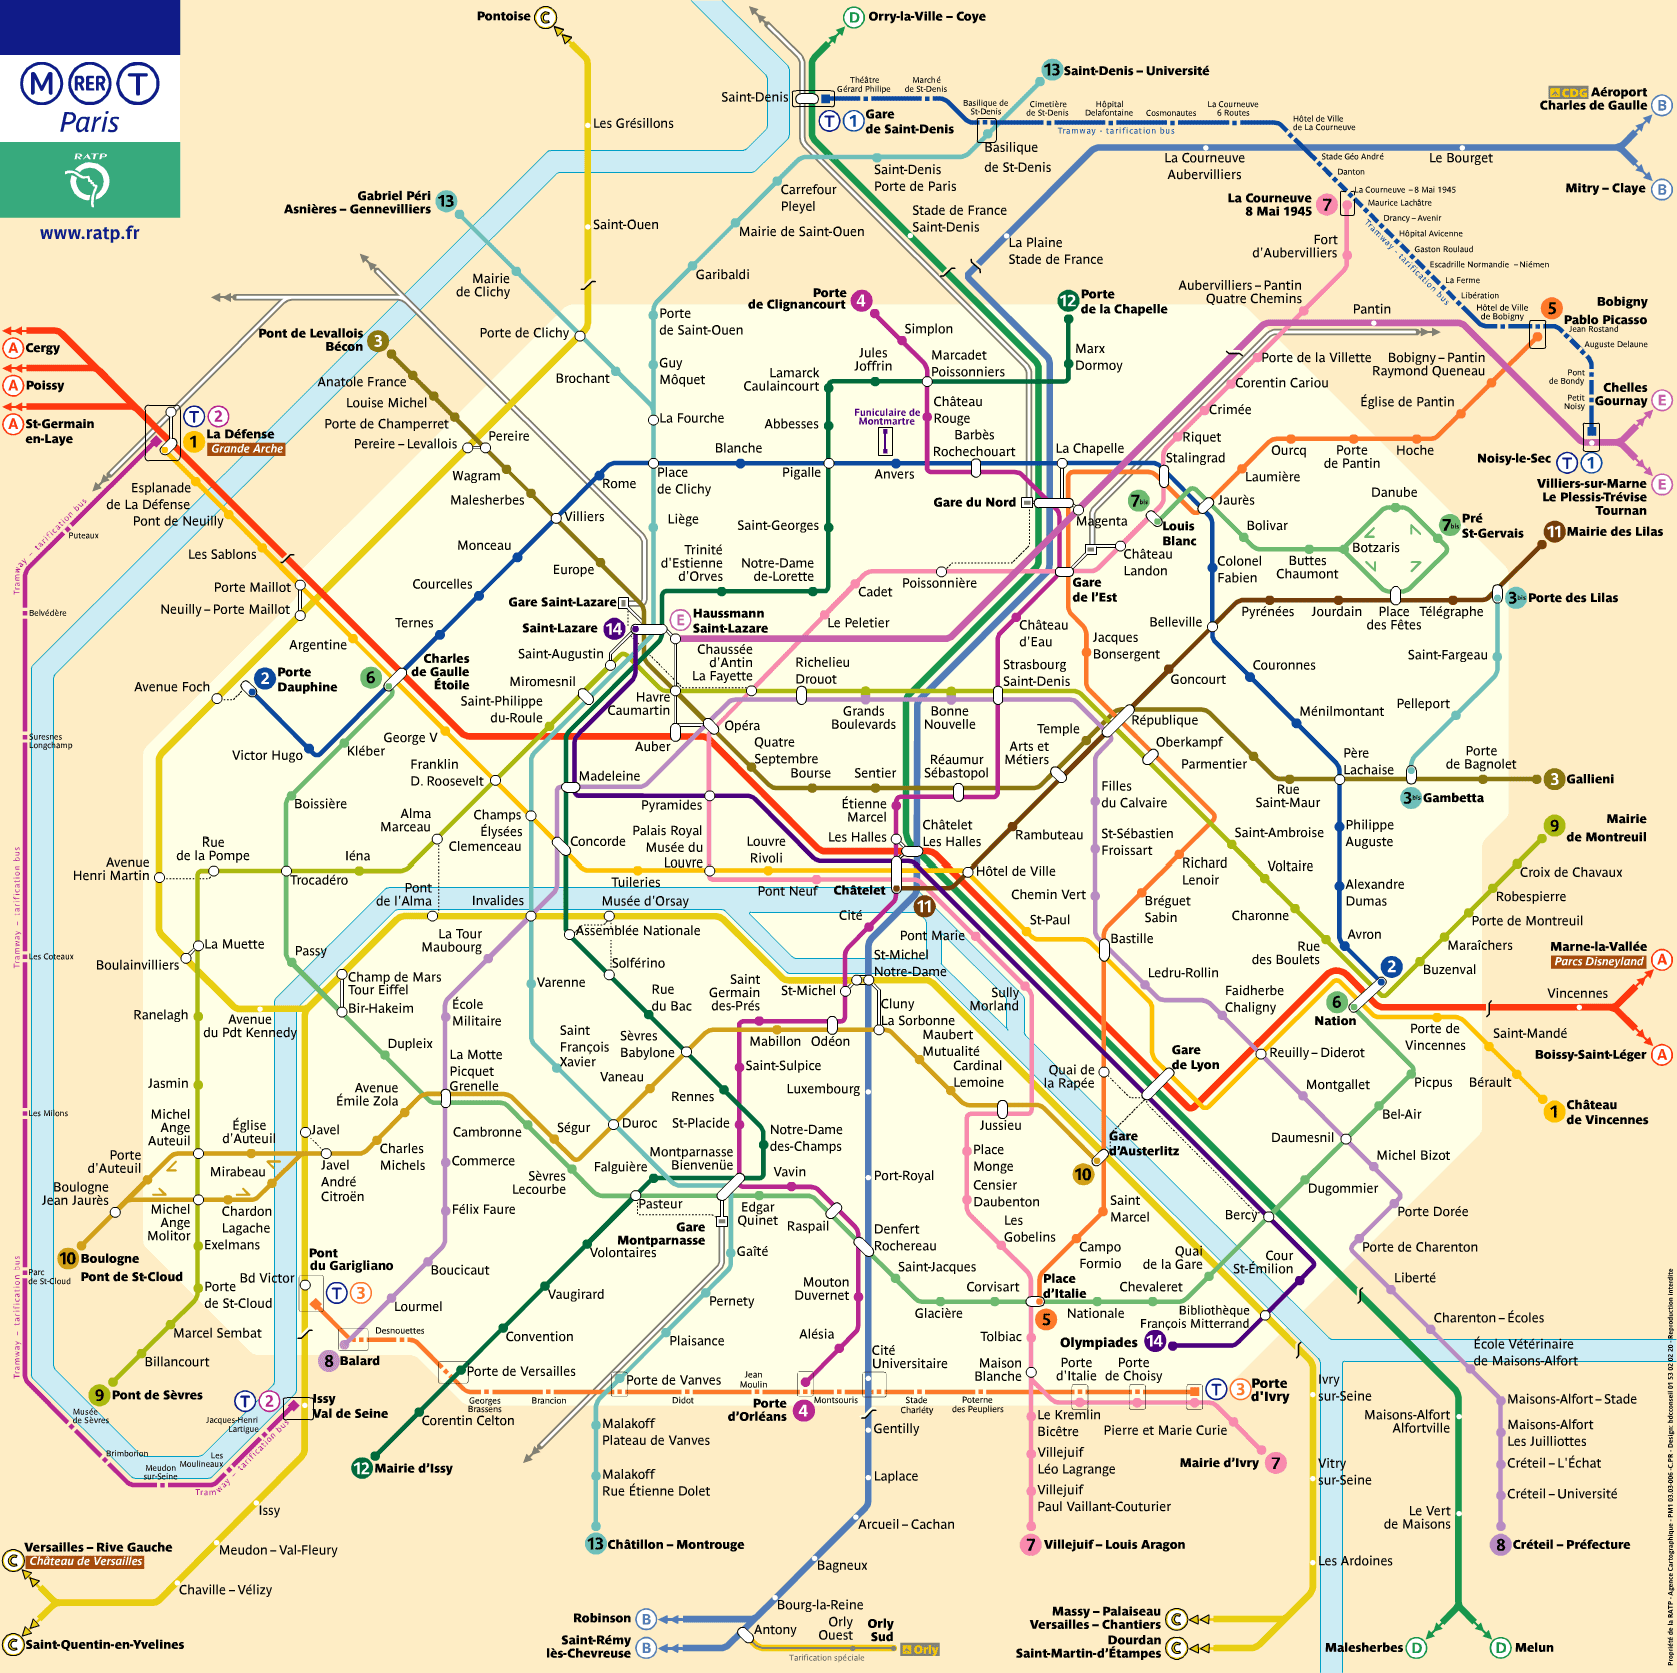 M RER T
Paris
RATP
www.ratp.fr
Pontoise C
D Orry-la-Ville – Coye
Les Grésillons
Saint-Ouen
Saint-Denis
T 1 Gare
de Saint-Denis
Théâtre
Gérard Philipe
Marché
de St-Denis
Basilique de
St-Denis
Cimetière
de St-Denis
Hôpital
Delafontaine
Cosmonautes
La Courneuve
6 Routes
Tramway - tarification bus
Hôtel de Ville
de La Courneuve
Stade Géo André
Danton
La Courneuve – 8 Mai 1945
Maurice Lachâtre
Drancy – Avenir
Hôpital Avicenne
Gaston Roulaud
Escadrille Normandie – Niémen
La Ferme
Libération
Hôtel de Ville
de Bobigny
Tramway - tarification bus
Jean Rostand
Auguste Delaune
Pont
de Bondy
Petit
Noisy
Noisy-le-Sec
T 1
13 Saint-Denis – Université
Basilique
de St-Denis
Saint-Denis
Porte de Paris
Carrefour
Pleyel
Mairie de Saint-Ouen
Garibaldi
Porte
de Saint-Ouen
Guy
Môquet
La Fourche
CDG Aéroport
Charles de Gaulle B
Mitry – Claye B
Le Bourget
La Courneuve
Aubervilliers
La Plaine
Stade de France
Stade de France
Saint-Denis
La Courneuve
8 Mai 1945 7
Fort
d'Aubervilliers
Aubervilliers – Pantin
Quatre Chemins
Porte de la Villette
Corentin Cariou
Crimée
Riquet
Stalingrad
Pantin
5 Bobigny
Pablo Picasso
Bobigny – Pantin
Raymond Queneau
Église de Pantin
Hoche
Porte
de Pantin
Ourcq
Laumière
Jaurès
Chelles
Gournay E
Villiers-sur-Marne
Le Plessis-Trévise
Tournan E
Gabriel Péri
Asnières – Gennevilliers 13
Mairie
de Clichy
Porte de Clichy
Brochant
Pont de Levallois
Bécon 3
Anatole France
Louise Michel
Porte de Champerret
Pereire – Levallois
Pereire
Wagram
Malesherbes
Villiers
Europe
A Cergy
A Poissy
A St-Germain
en-Laye
T 2
1 La Défense
Grande Arche
Esplanade
de La Défense
Pont de Neuilly
Les Sablons
Porte Maillot
Neuilly – Porte Maillot
Argentine
Tramway - tarification bus
Puteaux
Belvédère
Suresnes
Longchamp
Les Coteaux
Les Milons
Parc
de St-Cloud
Musée
de Sèvres
Brimborion
Meudon
sur-Seine
Les
Moulineaux
Jacques-Henri
Lartigue
T 2 Issy
Val de Seine
Porte
de Clignancourt 4
Simplon
Marcadet
Poissonniers
Château
Rouge
Barbès
Rochechouart
12 Porte
de la Chapelle
Marx
Dormoy
Jules
Joffrin
Lamarck
Caulaincourt
Abbesses
Pigalle
Saint-Georges
Notre-Dame
de-Lorette
Trinité
d'Estienne
d'Orves
Funiculaire de
Montmartre
Anvers
Blanche
Place
de Clichy
Rome
Liège
La Chapelle
Gare du Nord
Magenta
7bis Louis
Blanc
Château
Landon
Gare
de l'Est
Poissonnière
Cadet
Le Peletier
Bolivar
Buttes
Chaumont
Botzaris
Danube
7bis Pré
St-Gervais
Place
des Fêtes
11 Mairie des Lilas
3bis Porte des Lilas
Télégraphe
Jourdain
Pyrénées
Belleville
Colonel
Fabien
Couronnes
Ménilmontant
Père
Lachaise
Philippe
Auguste
Alexandre
Dumas
Avron
2
6
Nation
Saint-Fargeau
Pelleport
3bis Gambetta
Porte
de Bagnolet
3 Gallieni
Rue
Saint-Maur
Parmentier
République
Goncourt
Temple
Arts et
Métiers
Réaumur
Sébastopol
Sentier
Bourse
Quatre
Septembre
Opéra
Monceau
Courcelles
Ternes
6 Charles
de Gaulle
Étoile
2 Porte
Dauphine
Victor Hugo
Avenue Foch
Kléber
Boissière
Trocadéro
Passy
Gare Saint-Lazare
Saint-Lazare 14
E Haussmann
Saint-Lazare
Saint-Augustin
Miromesnil
Saint-Philippe
du-Roule
Franklin
D. Roosevelt
George V
Alma
Marceau
Iéna
Champs
Élysées
Clemenceau
Concorde
Madeleine
Havre
Caumartin
Auber
Chaussée
d'Antin
La Fayette
Richelieu
Drouot
Grands
Boulevards
Bonne
Nouvelle
Strasbourg
Saint-Denis
Château
d'Eau
Jacques
Bonsergent
Pyramides
Palais Royal
Musée du
Louvre
Louvre
Rivoli
Tuileries
Pont Neuf
Étienne
Marcel
Les Halles
Châtelet
Les Halles
Châtelet
11
Hôtel de Ville
Rambuteau
Filles
du Calvaire
St-Sébastien
Froissart
Chemin Vert
St-Paul
Bastille
Oberkampf
Saint-Ambroise
Voltaire
Charonne
Rue
des Boulets
Richard
Lenoir
Bréguet
Sabin
Ledru-Rollin
Faidherbe
Chaligny
Reuilly – Diderot
Montgallet
Daumesnil
Michel Bizot
Porte Dorée
Porte de Charenton
Liberté
Charenton – Écoles
École Vétérinaire
de Maisons-Alfort
Maisons-Alfort – Stade
Maisons-Alfort
Les Juilliottes
Créteil – L'Échat
Créteil – Université
8 Créteil – Préfecture
9 Mairie
de Montreuil
Croix de Chavaux
Robespierre
Porte de Montreuil
Maraîchers
Buzenval
Marne-la-Vallée
Parcs Disneyland A
Vincennes
Boissy-Saint-Léger A
Porte de
Vincennes
Saint-Mandé
Bérault
1 Château
de Vincennes
Picpus
Bel-Air
Dugommier
Bercy
Cour
St-Émilion
Quai
de la Gare
Chevaleret
Nationale
Bibliothèque
François Mitterrand
Olympiades 14
Gare
de Lyon
Quai de
la Rapée
Gare
d'Austerlitz
10
Saint
Marcel
Campo
Formio
Place
d'Italie
5
Corvisart
Glacière
Saint-Jacques
Denfert
Rochereau
Raspail
Edgar
Quinet
Vavin
Montparnasse
Bienvenüe
Gare
Montparnasse
Avenue
Henri Martin
Rue
de la Pompe
La Muette
Boulainvilliers
Ranelagh
Jasmin
Michel
Ange
Auteuil
Michel
Ange
Molitor
Exelmans
Porte
de St-Cloud
Marcel Sembat
Billancourt
9 Pont de Sèvres
Porte
d'Auteuil
Boulogne
Jean Jaurès
10 Boulogne
Pont de St-Cloud
Église
d'Auteuil
Mirabeau
Chardon
Lagache
Javel
Javel
André
Citroën
Charles
Michels
Avenue
Émile Zola
La Motte
Picquet
Grenelle
Ségur
Duroc
Vaneau
Sèvres
Babylone
Mabillon
Odéon
Cluny
La Sorbonne
Maubert
Mutualité
Cardinal
Lemoine
Jussieu
Place
Monge
Censier
Daubenton
Les
Gobelins
Avenue
du Pdt Kennedy
Champ de Mars
Tour Eiffel
Bir-Hakeim
Dupleix
Cambronne
Sèvres
Lecourbe
Pasteur
Pont
de l'Alma
Invalides
Musée d'Orsay
Assemblée Nationale
Solférino
Rue
du Bac
Rennes
Notre-Dame
des-Champs
Falguière
Volontaires
Vaugirard
Convention
Porte de Versailles
Corentin Celton
12 Mairie d'Issy
La Tour
Maubourg
École
Militaire
Commerce
Félix Faure
Boucicaut
Lourmel
8 Balard
Varenne
Saint
François
Xavier
Gaîté
Pernety
Plaisance
Porte de Vanves
Malakoff
Plateau de Vanves
Malakoff
Rue Étienne Dolet
13 Châtillon – Montrouge
Cité
St-Michel
Notre-Dame
St-Michel
Saint
Germain
des-Prés
Saint-Sulpice
St-Placide
Luxembourg
Port-Royal
Mouton
Duvernet
Alésia
Porte
d'Orléans 4
Cité
Universitaire
Gentilly
Laplace
Arcueil – Cachan
Bagneux
Bourg-la-Reine
Antony
Orly
Ouest
Orly
Sud
Orly
Tarification spéciale
Robinson B
Saint-Rémy
lès-Chevreuse B
Pont Marie
Sully
Morland
Pont
du Garigliano
Bd Victor
T 3
Desnouettes
Georges
Brassens
Brancion
Didot
Jean
Moulin
Montsouris
Stade
Charléty
Poterne
des Peupliers
Porte
d'Italie
Porte
de Choisy
T 3 Porte
d'Ivry
Tolbiac
Maison
Blanche
Le Kremlin
Bicêtre
Villejuif
Léo Lagrange
Villejuif
Paul Vaillant-Couturier
7 Villejuif – Louis Aragon
Pierre et Marie Curie
Mairie d'Ivry 7
Ivry
sur-Seine
Vitry
sur-Seine
Les Ardoines
Massy – Palaiseau
Versailles – Chantiers C
Dourdan
Saint-Martin-d'Étampes C
Maisons-Alfort
Alfortville
Le Vert
de Maisons
Malesherbes D
D Melun
Issy
Meudon – Val-Fleury
Chaville – Vélizy
C Versailles – Rive Gauche
Château de Versailles
C Saint-Quentin-en-Yvelines
Tramway - tarification bus
Tramway - tarification bus
Tramway - tarification bus
Tramway - tarification bus
Propriété de la RATP - Agence Cartographique - PM1 03.03-006-C.PR - Design: bdcconseil 01 53 02 02 20 - Reproduction interdite